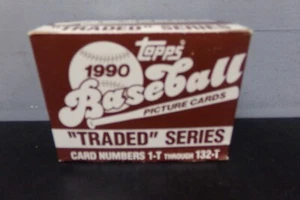 topps
1990
Baseball
PICTURE CARDS
"TRADED" SERIES
CARD NUMBERS 1-T THROUGH 132-T